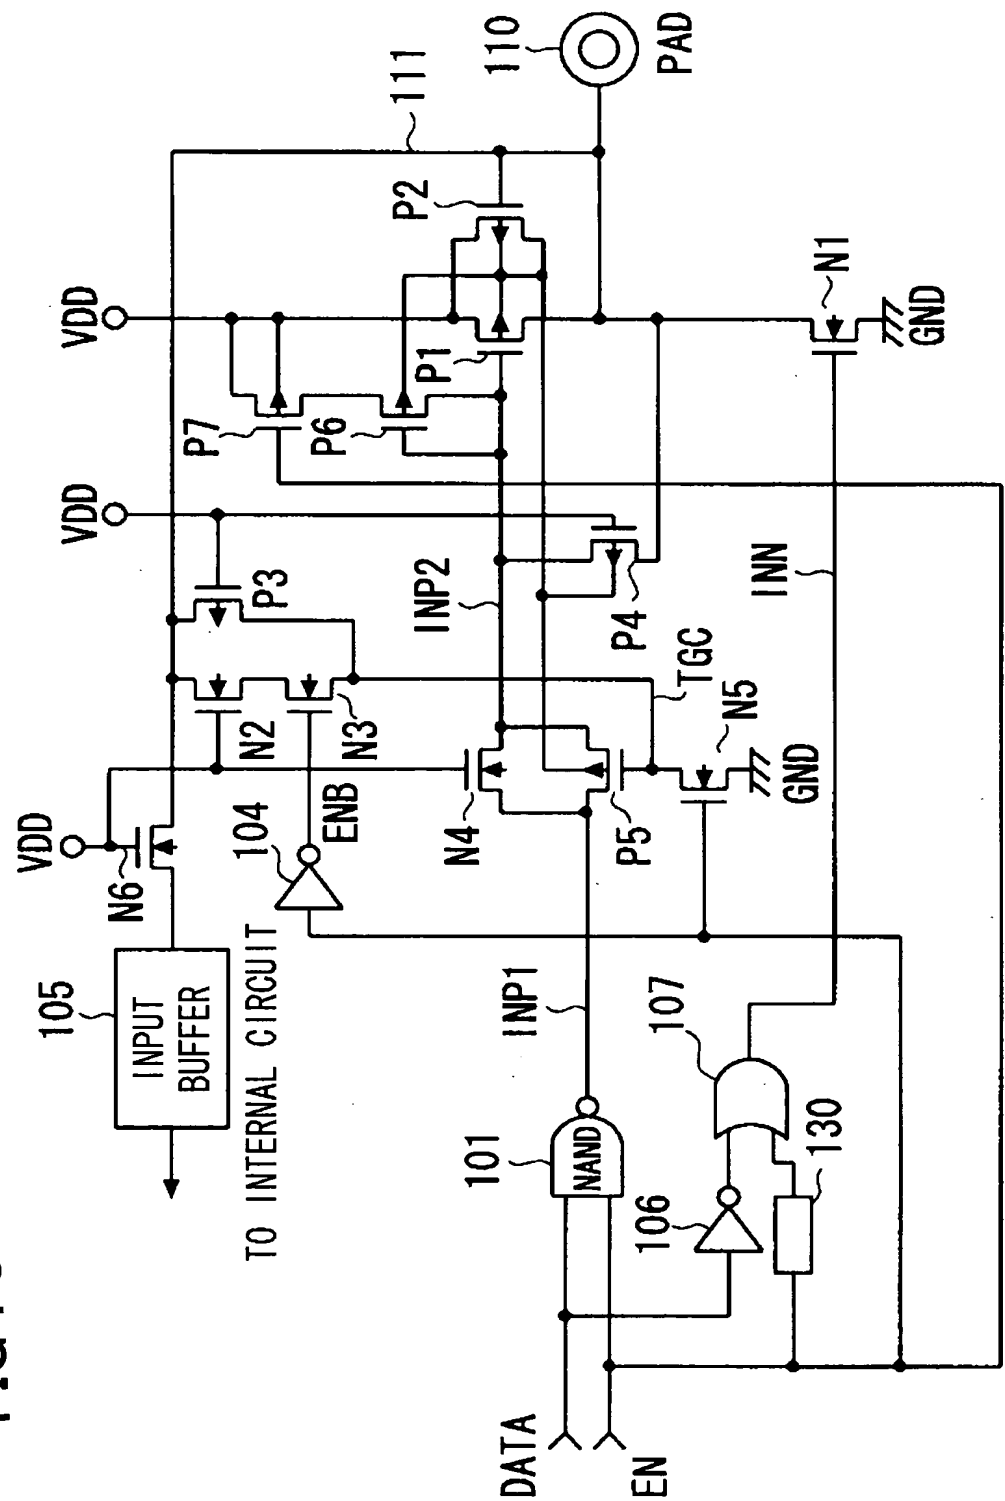 VDD
N6
105
INPUT
BUFFER
TO INTERNAL CIRCUIT
104
ENB
N2
N3
P3
VDD
VDD
P7
P6
P1
P2
111
110
PAD
N4
P5
INP2
P4
TGC
N5
GND
INN
N1
GND
INP1
101
NAND
106
107
130
DATA
EN